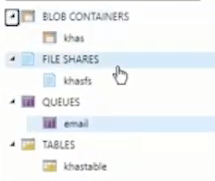 BLOB CONTAINERS
khas
FILE SHARES
khasfs
QUEUES
email
TABLES
khastable